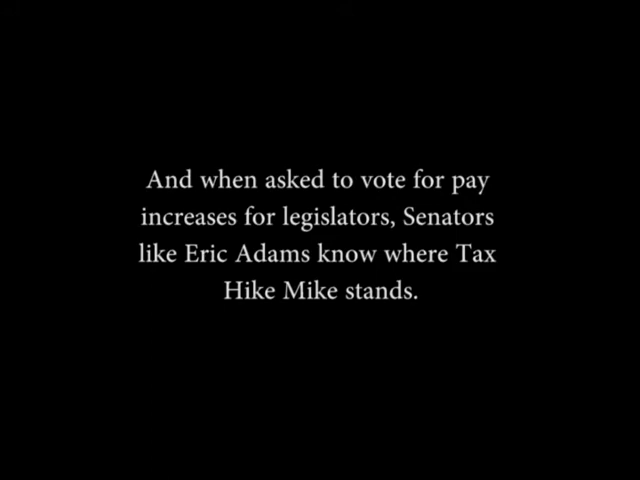 And when asked to vote for pay
increases for legislators, Senators
like Eric Adams know where Tax
Hike Mike stands.